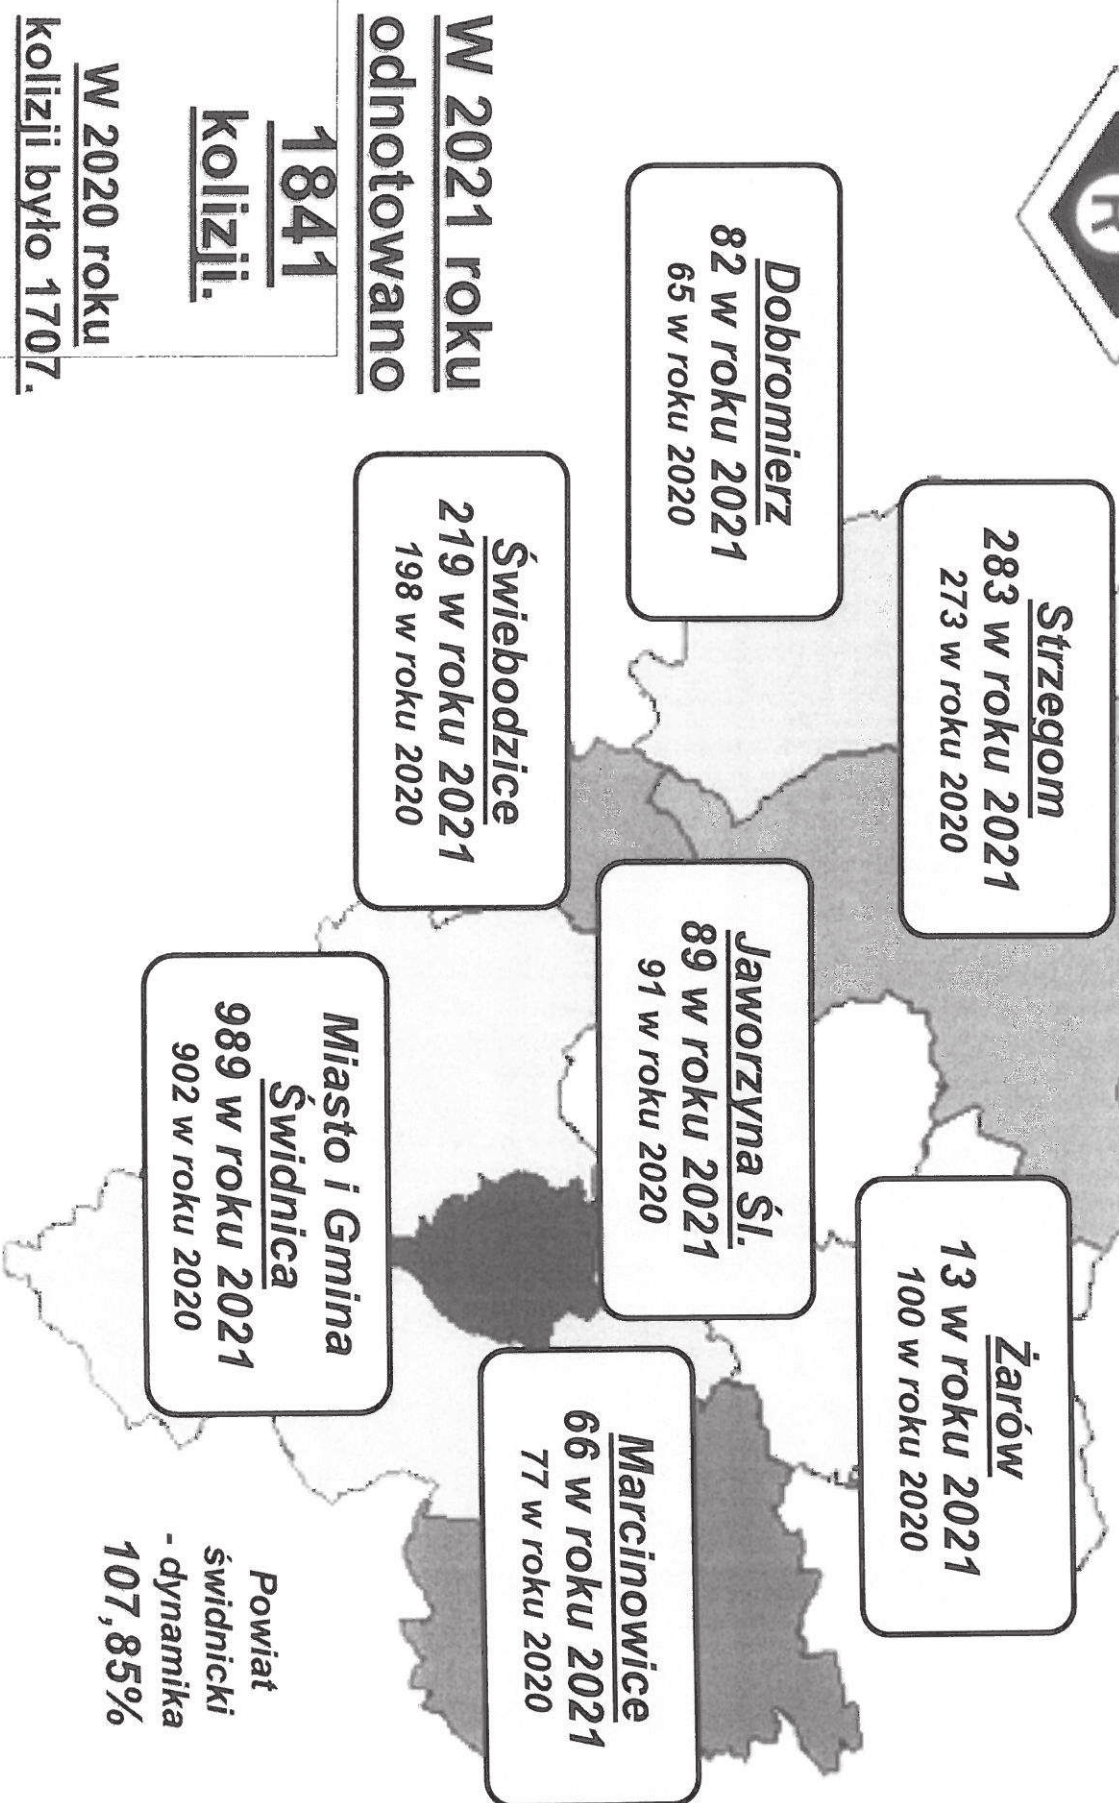 R
Strzegom
283 w roku 2021
273 w roku 2020
Żarów
13 w roku 2021
100 w roku 2020
Dobromierz
82 w roku 2021
65 w roku 2020
Jaworzyna Śl.
89 w roku 2021
91 w roku 2020
Marcinowice
66 w roku 2021
77 w roku 2020
Świebodzice
219 w roku 2021
198 w roku 2020
W 2021 roku
odnotowano
1841
kolizji.
W 2020 roku
kolizji było 1707.
Miasto i Gmina
Świdnica
989 w roku 2021
902 w roku 2020
Powiat
świdnicki
- dynamika
107,85%